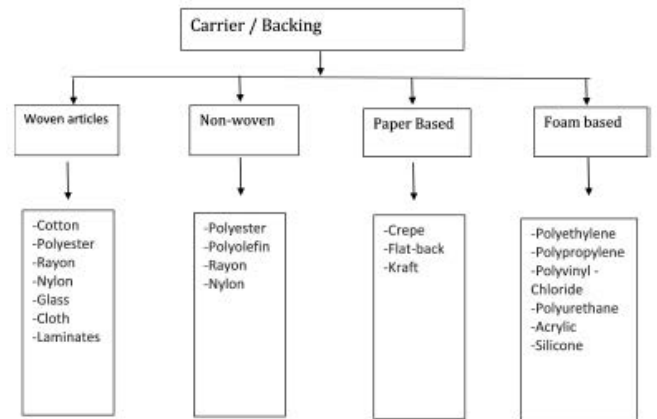 Carrier / Backing
Woven articles
Non-woven
Paper Based
Foam based
-Cotton
-Polyester
-Rayon
-Nylon
-Glass
-Cloth
-Laminates
-Polyester
-Polyolefin
-Rayon
-Nylon
-Crepe
-Flat-back
-Kraft
-Polyethylene
-Polypropylene
-Polyvinyl -
Chloride
-Polyurethane
-Acrylic
-Silicone